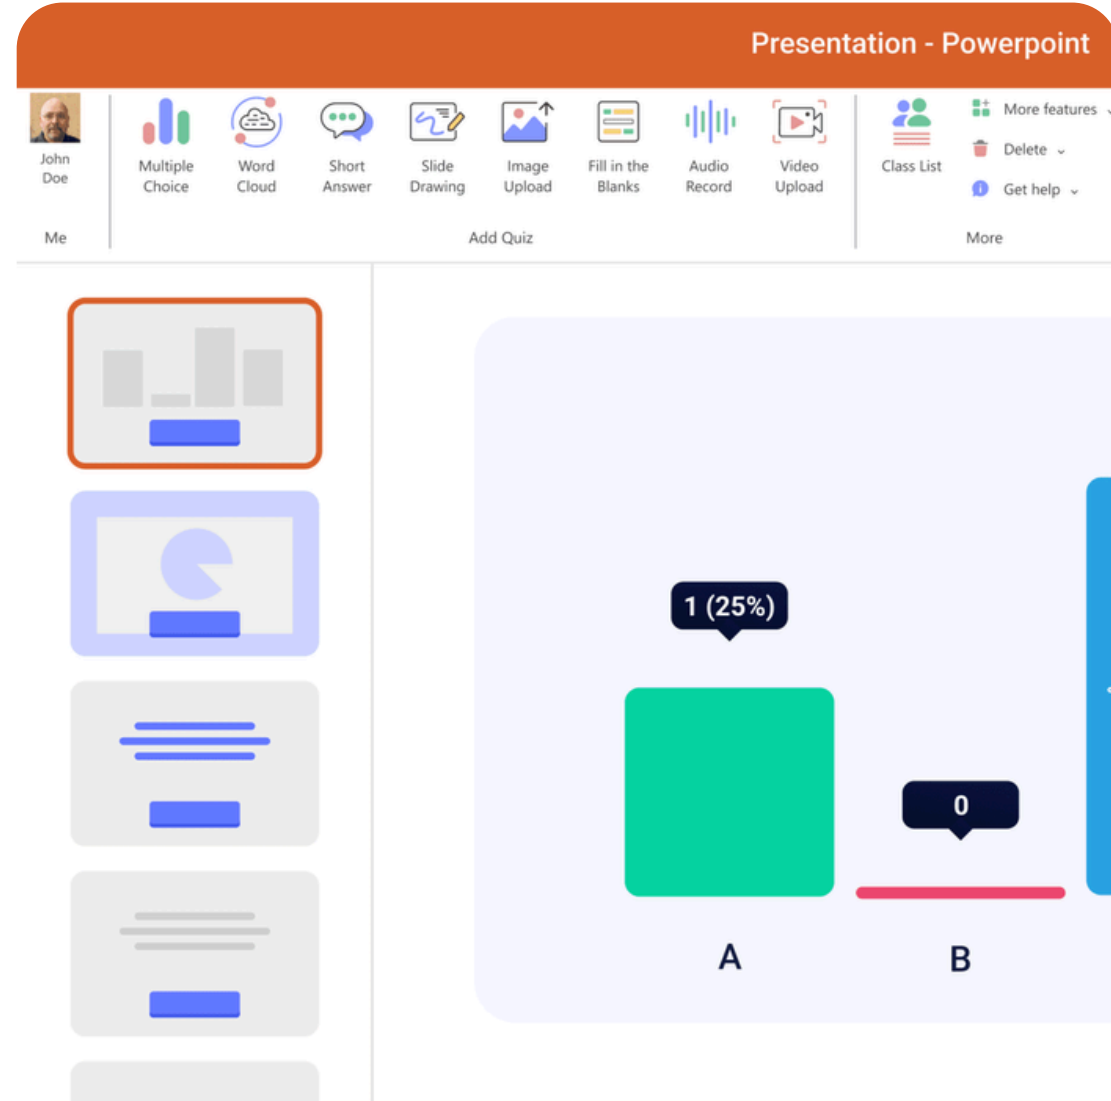 Presentation - Powerpoint
John
Doe
Me
Multiple
Choice
Word
Cloud
Short
Answer
Slide
Drawing
Image
Upload
Fill in the
Blanks
Audio
Record
Video
Upload
Add Quiz
Class List
More features
Delete
Get help
More
1 (25%)
0
A
B